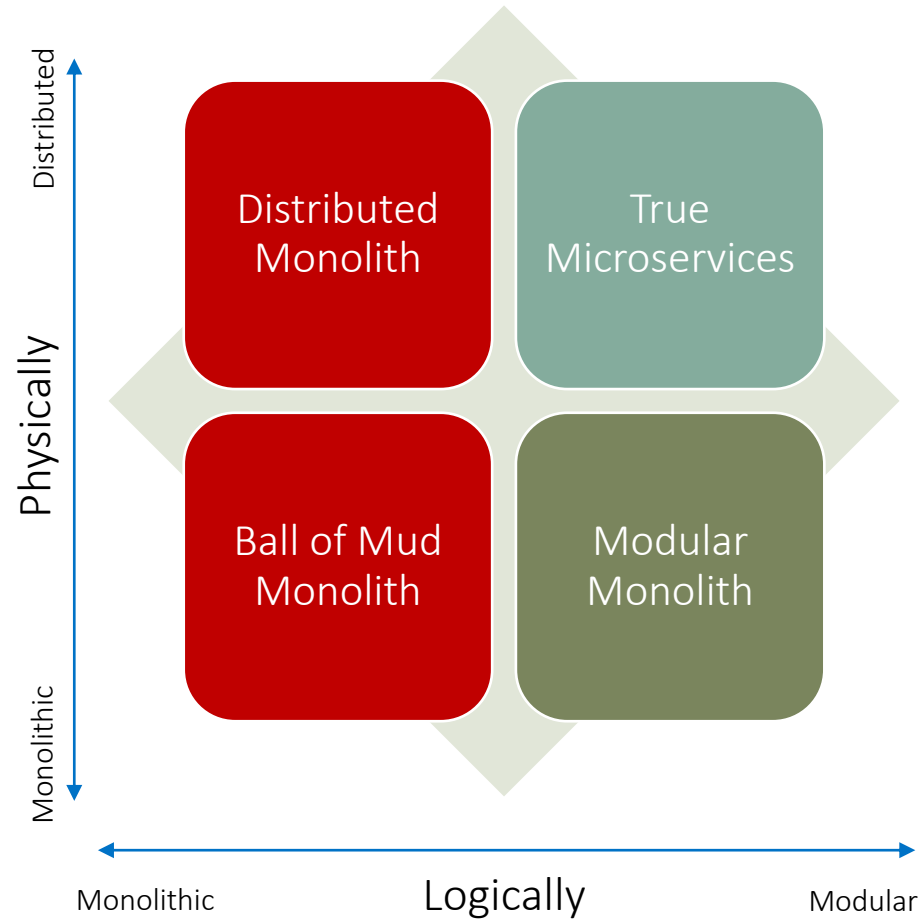 Distributed
Physically
Monolithic
Distributed
Monolith
True
Microservices
Ball of Mud
Monolith
Modular
Monolith
Monolithic
Logically
Modular